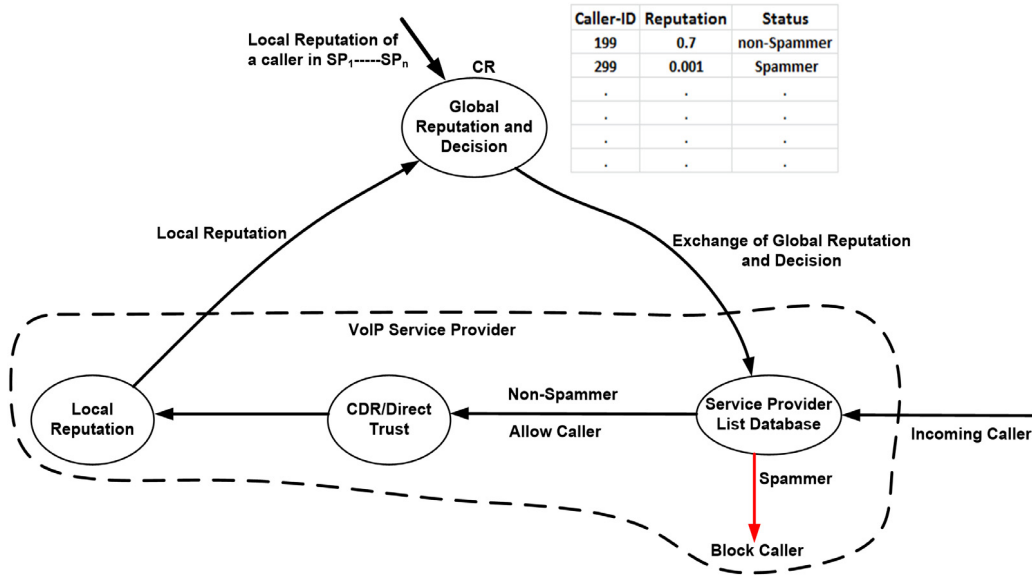 Local Reputation of
a caller in SP1-----SPn
CR
Global
Reputation and
Decision
Caller-ID Reputation Status
199 0.7 non-Spammer
299 0.001 Spammer
. . .
. . .
. . .
. . .
Local Reputation
Exchange of Global Reputation
and Decision
VoIP Service Provider
Local
Reputation
CDR/Direct
Trust
Non-Spammer
Allow Caller
Service Provider
List Database
Incoming Caller
Spammer
Block Caller